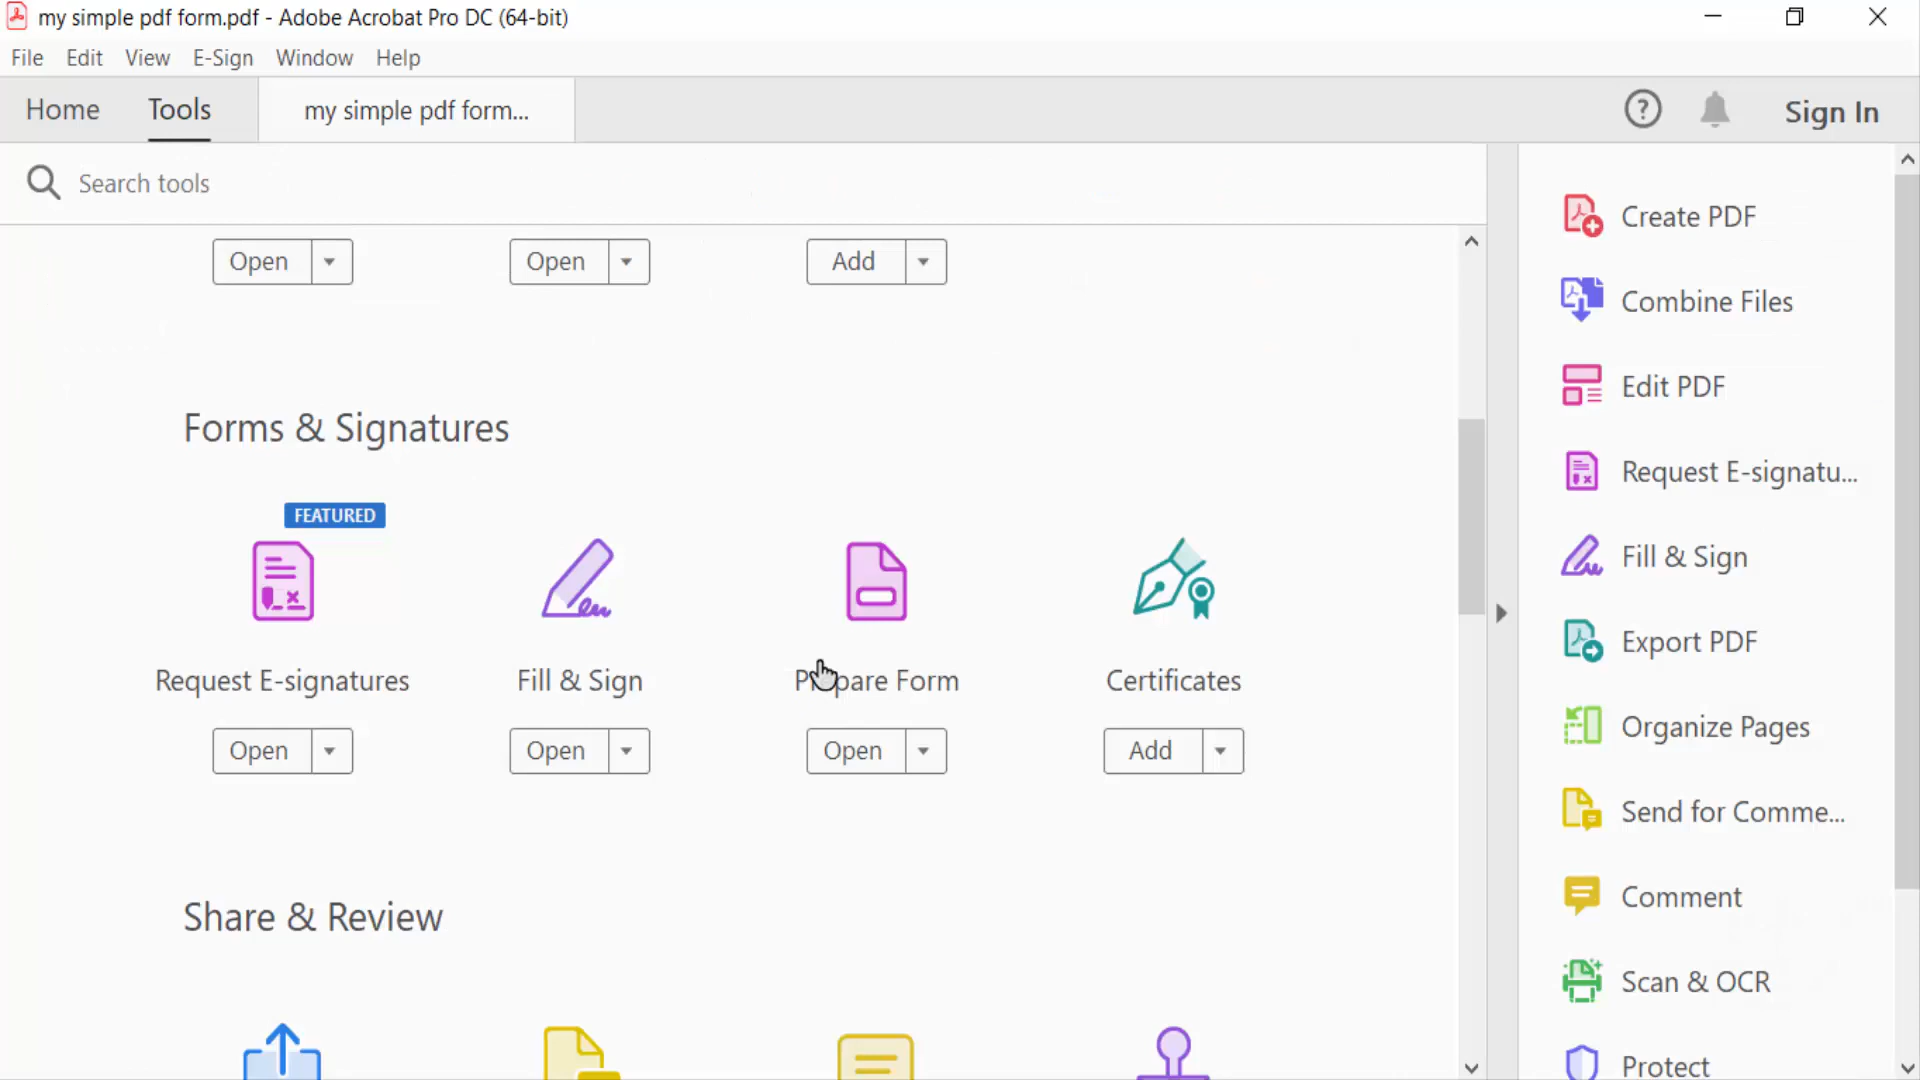 my simple pdf form.pdf - Adobe Acrobat Pro DC (64-bit)
File Edit View E-Sign Window Help
Home Tools my simple pdf form... ? Sign In
Search tools
Open Open Add
Forms & Signatures
FEATURED
Request E-signatures Fill & Sign Prepare Form Certificates
Open Open Open Add
Share & Review
Create PDF
Combine Files
Edit PDF
Request E-signatu...
Fill & Sign
Export PDF
Organize Pages
Send for Comme...
Comment
Scan & OCR
Protect